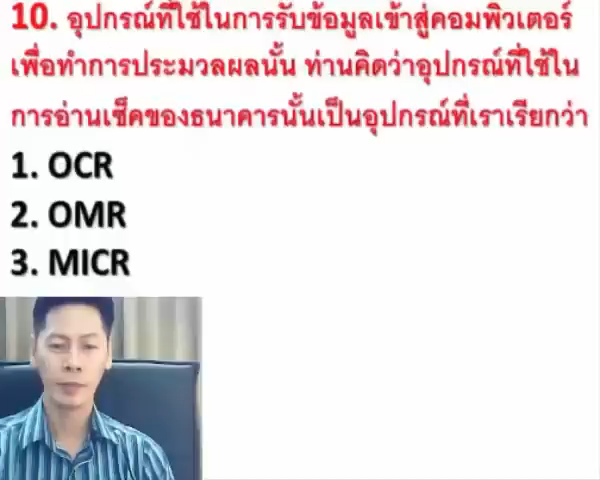 10. อุปกรณ์ที่ใช้ในการรับข้อมูลเข้าสู่คอมพิวเตอร์
เพื่อทำการประมวลผลนั้น ท่านคิดว่าอุปกรณ์ที่ใช้ใน
การอ่านเช็คของธนาคารนั้นเป็นอุปกรณ์ที่เราเรียกว่า
1. OCR
2. OMR
3. MICR